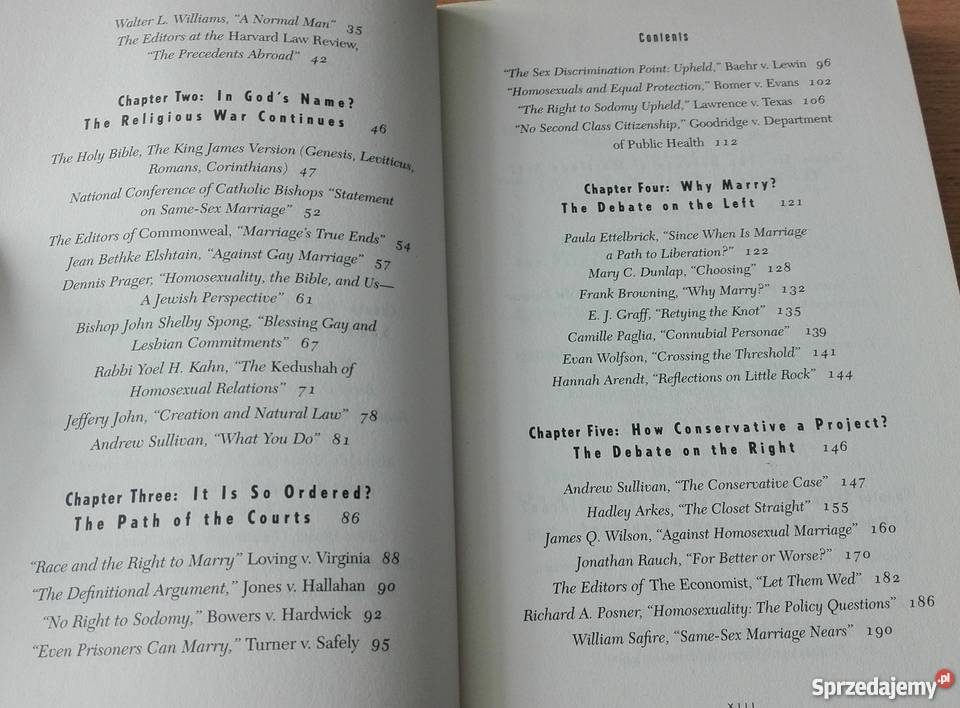 Walter L. Williams, "A Normal Man" 35
The Editors at the Harvard Law Review,
"The Precedents Abroad" 42
Chapter Two: In God's Name?
The Religious War Continues 46
The Holy Bible, The King James Version (Genesis, Leviticus,
Romans, Corinthians) 47
National Conference of Catholic Bishops "Statement
on Same-Sex Marriage" 52
The Editors of Commonweal, "Marriage's True Ends" 54
Jean Bethke Elshtain, "Against Gay Marriage" 57
Dennis Prager, "Homosexuality, the Bible, and Us—
A Jewish Perspective" 61
Bishop John Shelby Spong, "Blessing Gay and
Lesbian Commitments" 67
Rabbi Yoel H. Kahn, "The Kedushah of
Homosexual Relations" 71
Jeffery John, "Creation and Natural Law" 78
Andrew Sullivan, "What You Do" 81
Chapter Three: It Is So Ordered?
The Path of the Courts 86
"Race and the Right to Marry" Loving v. Virginia 88
"The Definitional Argument," Jones v. Hallahan 90
"No Right to Sodomy," Bowers v. Hardwick 92
"Even Prisoners Can Marry," Turner v. Safely 95
Contents
"The Sex Discrimination Point: Upheld," Baehr v. Lewin 96
"Homosexuals and Equal Protection," Romer v. Evans 102
"The Right to Sodomy Upheld," Lawrence v. Texas 106
"No Second Class Citizenship," Goodridge v. Department
of Public Health 112
Chapter Four: Why Marry?
The Debate on the Left 121
Paula Ettelbrick, "Since When Is Marriage
a Path to Liberation?" 122
Mary C. Dunlap, "Choosing" 128
Frank Browning, "Why Marry?" 132
E. J. Graff, "Retying the Knot" 135
Camille Paglia, "Connubial Personae" 139
Evan Wolfson, "Crossing the Threshold" 141
Hannah Arendt, "Reflections on Little Rock" 144
Chapter Five: How Conservative a Project?
The Debate on the Right 146
Andrew Sullivan, "The Conservative Case" 147
Hadley Arkes, "The Closet Straight" 155
James Q. Wilson, "Against Homosexual Marriage" 160
Jonathan Rauch, "For Better or Worse?" 170
The Editors of The Economist, "Let Them Wed" 182
Richard A. Posner, "Homosexuality: The Policy Questions" 186
William Safire, "Same-Sex Marriage Nears" 190
XIII
Sprzedajemy.pl